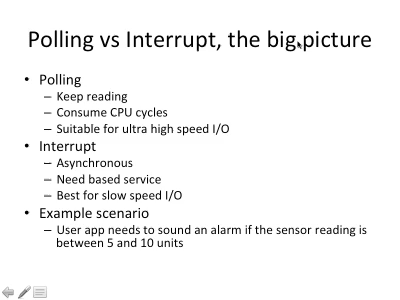 Polling vs Interrupt, the big picture
• Polling
– Keep reading
– Consume CPU cycles
– Suitable for ultra high speed I/O
• Interrupt
– Asynchronous
– Need based service
– Best for slow speed I/O
• Example scenario
– User app needs to sound an alarm if the sensor reading is
between 5 and 10 units